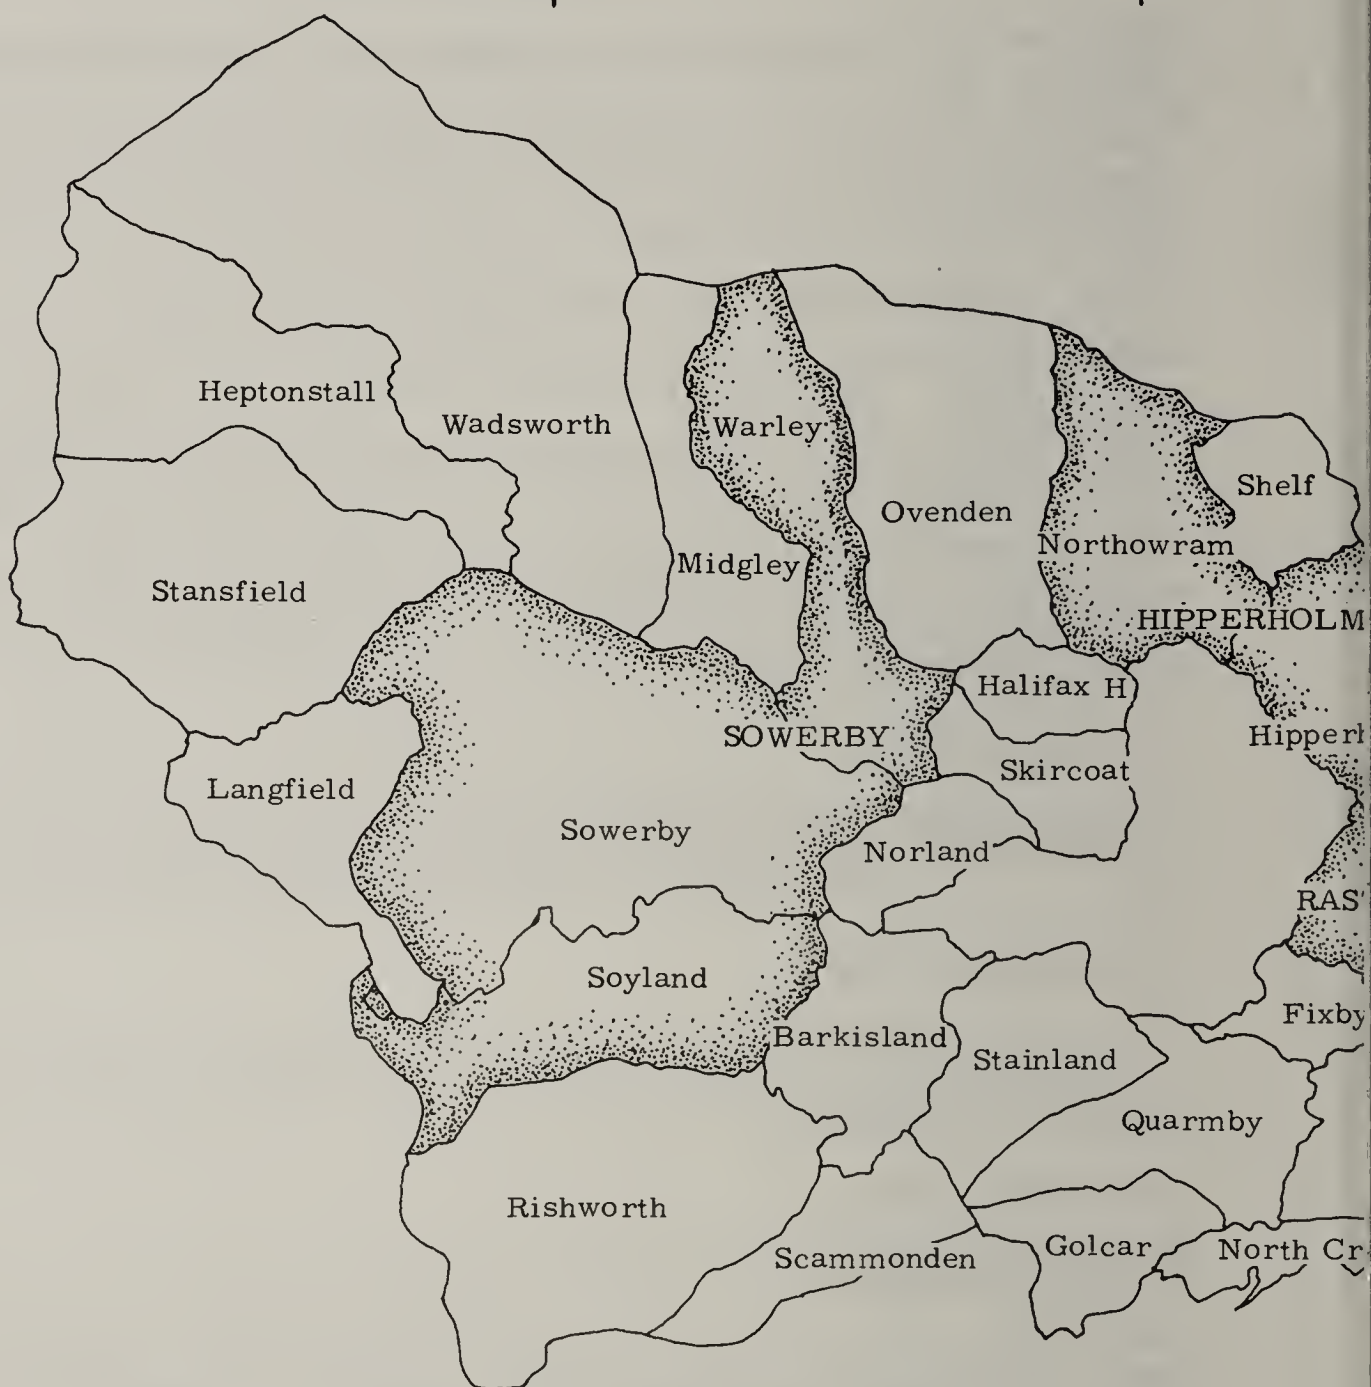 Heptonstall
Wadsworth
Warley
Shelf
Ovenden
Northowram
Midgley
Stansfield
HIPPERHOLM
Halifax H
SOWERBY
Hipperh
Skircoat
Langfield
Sowerby
Norland
RAST
Soyland
Fixby
Barkisland
Stainland
Quarmby
Rishworth
Scammonden
Golcar
North Cr